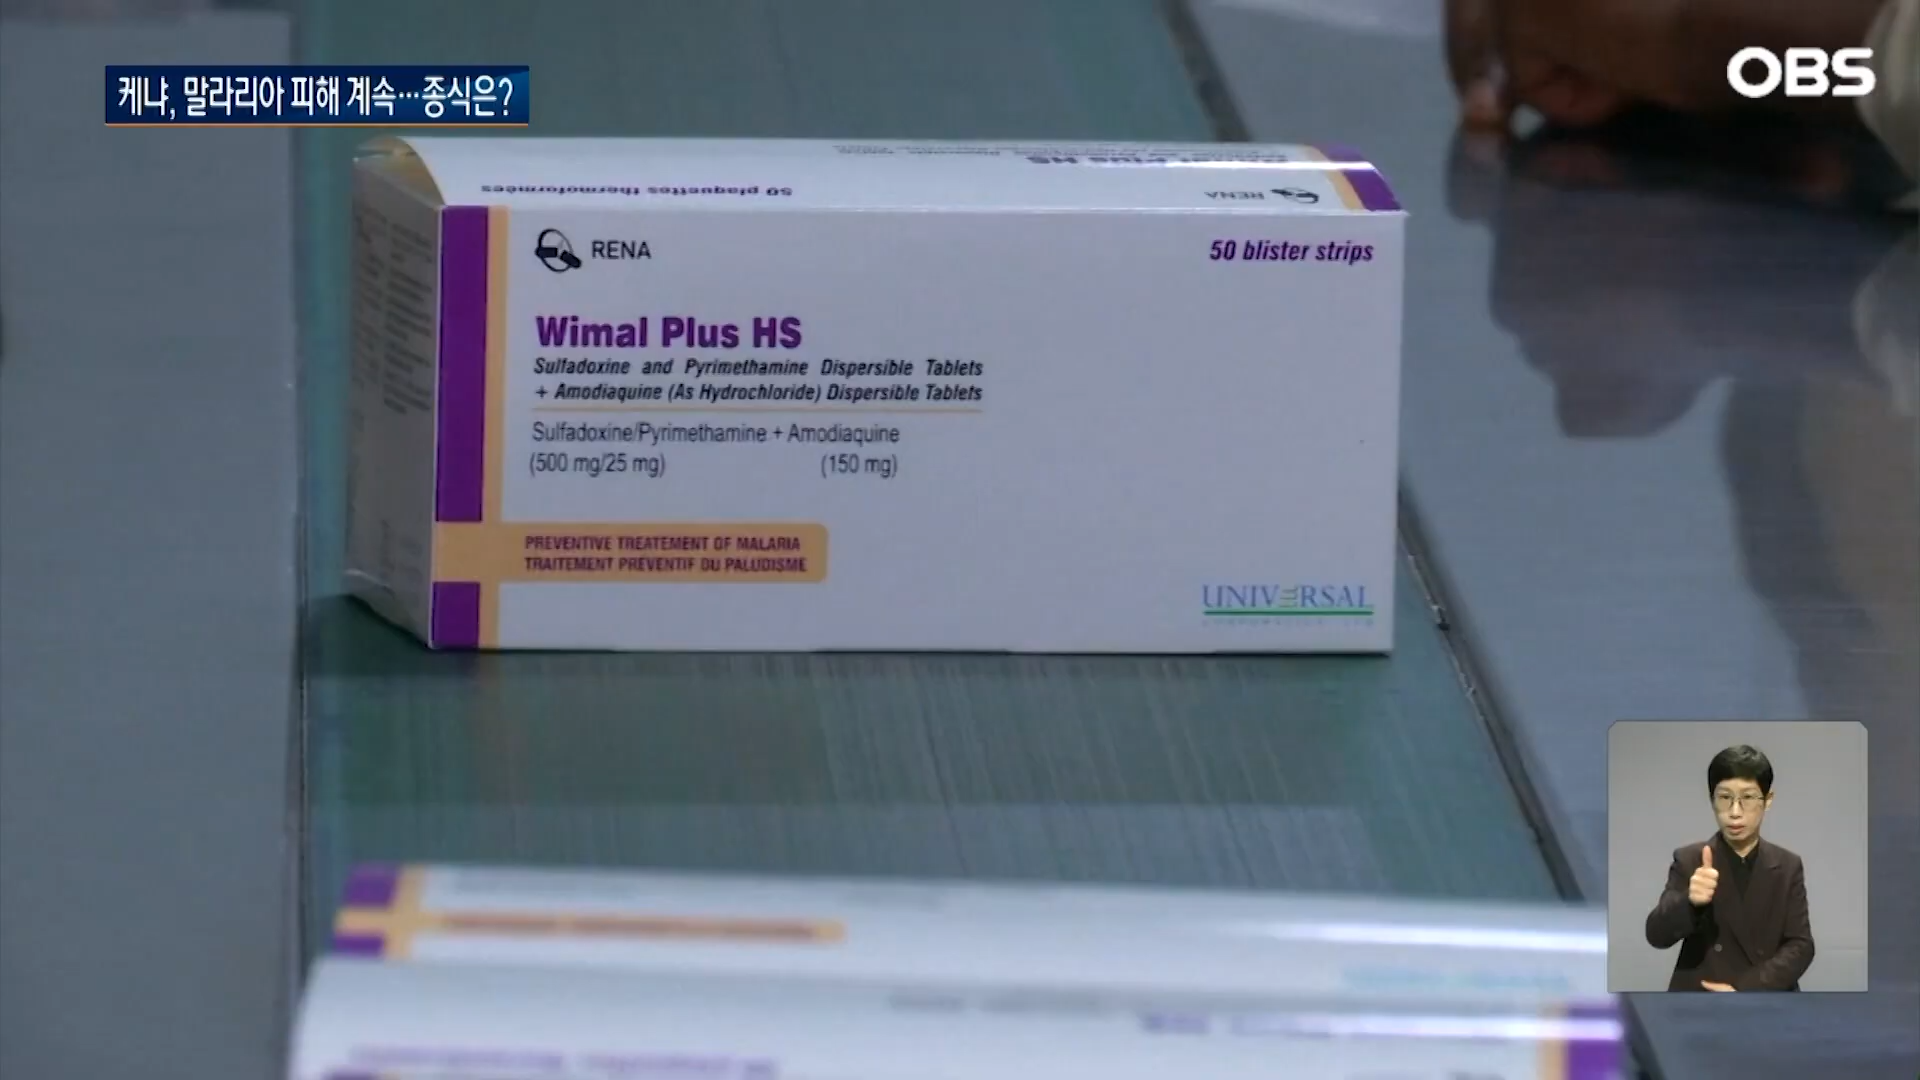 케냐, 말라리아 피해 계속…종식은?
OBS
50 plaquettes thermoformées
RENA
RENA
50 blister strips
Wimal Plus HS
Sulfadoxine and Pyrimethamine Dispersible Tablets
+ Amodiaquine (As Hydrochloride) Dispersible Tablets
Sulfadoxine/Pyrimethamine + Amodiaquine
(500 mg/25 mg) (150 mg)
PREVENTIVE TREATEMENT OF MALARIA
TRAITEMENT PRÉVENTIF DU PALUDISME
UNIVERSAL